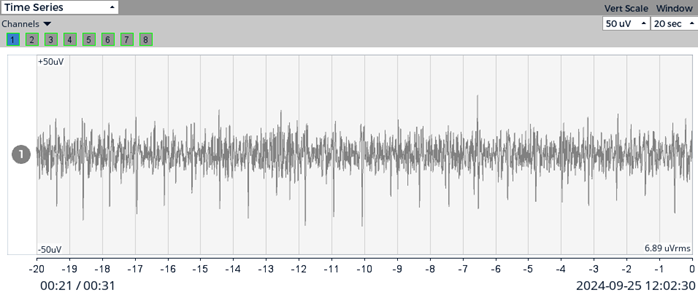 Time Series
Vert Scale Window
Channels
50 uV 20 sec
1 2 3 4 5 6 7 8
+50uV
1
-50uV
6.89 uVrms
-20 -19 -18 -17 -16 -15 -14 -13 -12 -11 -10 -9 -8 -7 -6 -5 -4 -3 -2 -1 0
00:21 / 00:31 2024-09-25 12:02:30